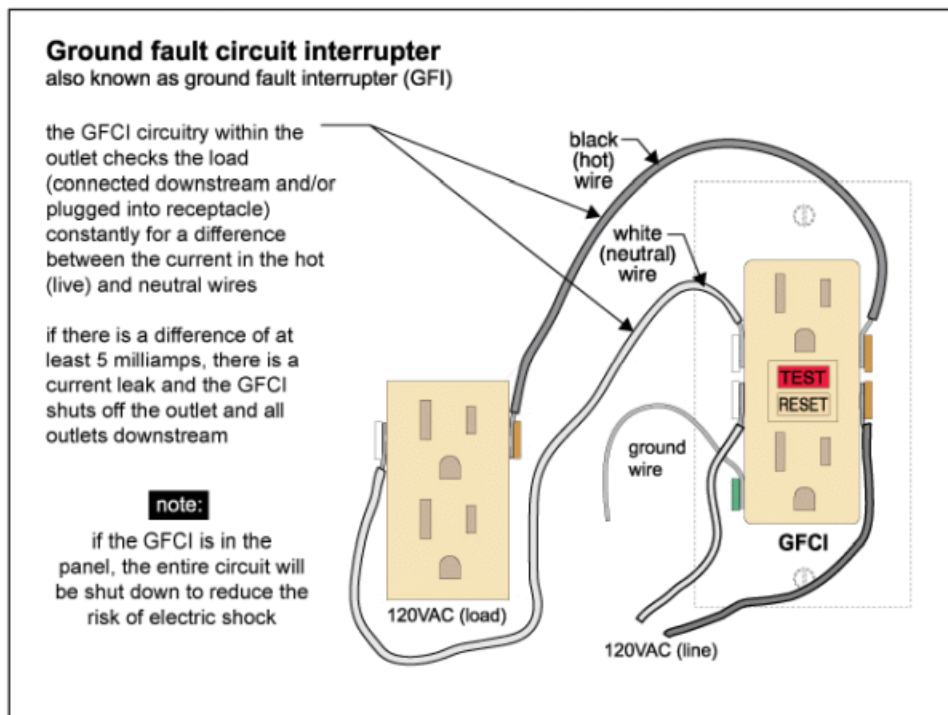 Ground fault circuit interrupter
also known as ground fault interrupter (GFI)
the GFCI circuitry within the
outlet checks the load
(connected downstream and/or
plugged into receptacle)
constantly for a difference
between the current in the hot
(live) and neutral wires
if there is a difference of at
least 5 milliamps, there is a
current leak and the GFCI
shuts off the outlet and all
outlets downstream
note:
if the GFCI is in the
panel, the entire circuit will
be shut down to reduce the
risk of electric shock
black
(hot)
wire
white
(neutral)
wire
TEST
RESET
ground
wire
GFCI
120VAC (load)
120VAC (line)